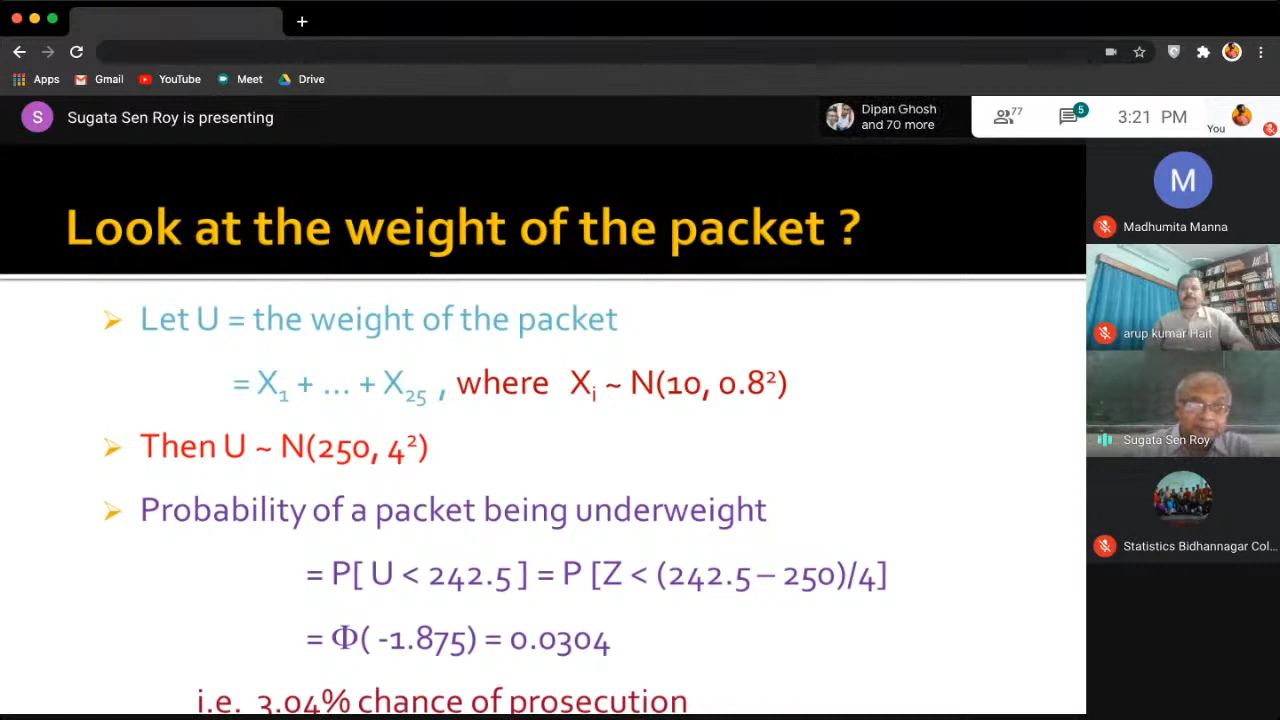 Apps Gmail YouTube Meet Drive
S Sugata Sen Roy is presenting
Dipan Ghosh
and 70 more
77
5
3:21 PM
You
Look at the weight of the packet ?
Let U = the weight of the packet
= X₁ + ... + X₂₅ , where Xᵢ ~ N(10, 0.8²)
Then U ~ N(250, 4²)
Probability of a packet being underweight
= P[ U < 242.5 ] = P [Z < (242.5 – 250)/4]
= Φ( -1.875) = 0.0304
i.e. 3.04% chance of prosecution
M
Madhumita Manna
arup kumar Hait
Sugata Sen Roy
Statistics Bidhannagar Col...